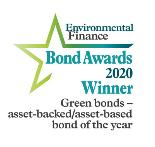 Environmental
Finance
Bond Awards
2020
Winner
Green bonds –
asset-backed/asset-based
bond of the year